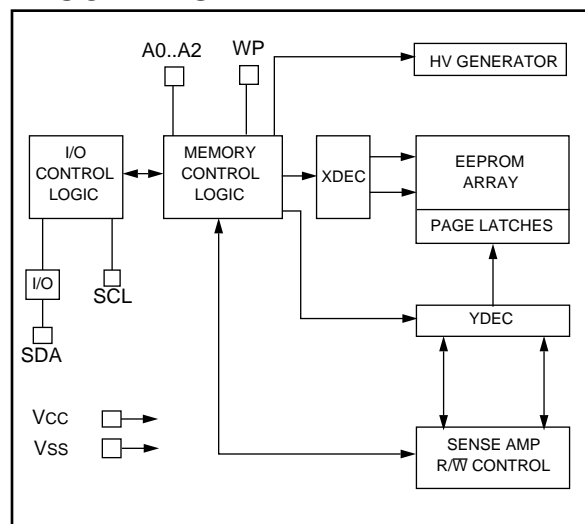 A0..A2
WP
HV GENERATOR
I/O
CONTROL
LOGIC
MEMORY
CONTROL
LOGIC
XDEC
EEPROM
ARRAY
PAGE LATCHES
I/O
SCL
SDA
YDEC
VCC
VSS
SENSE AMP
R/W̅ CONTROL